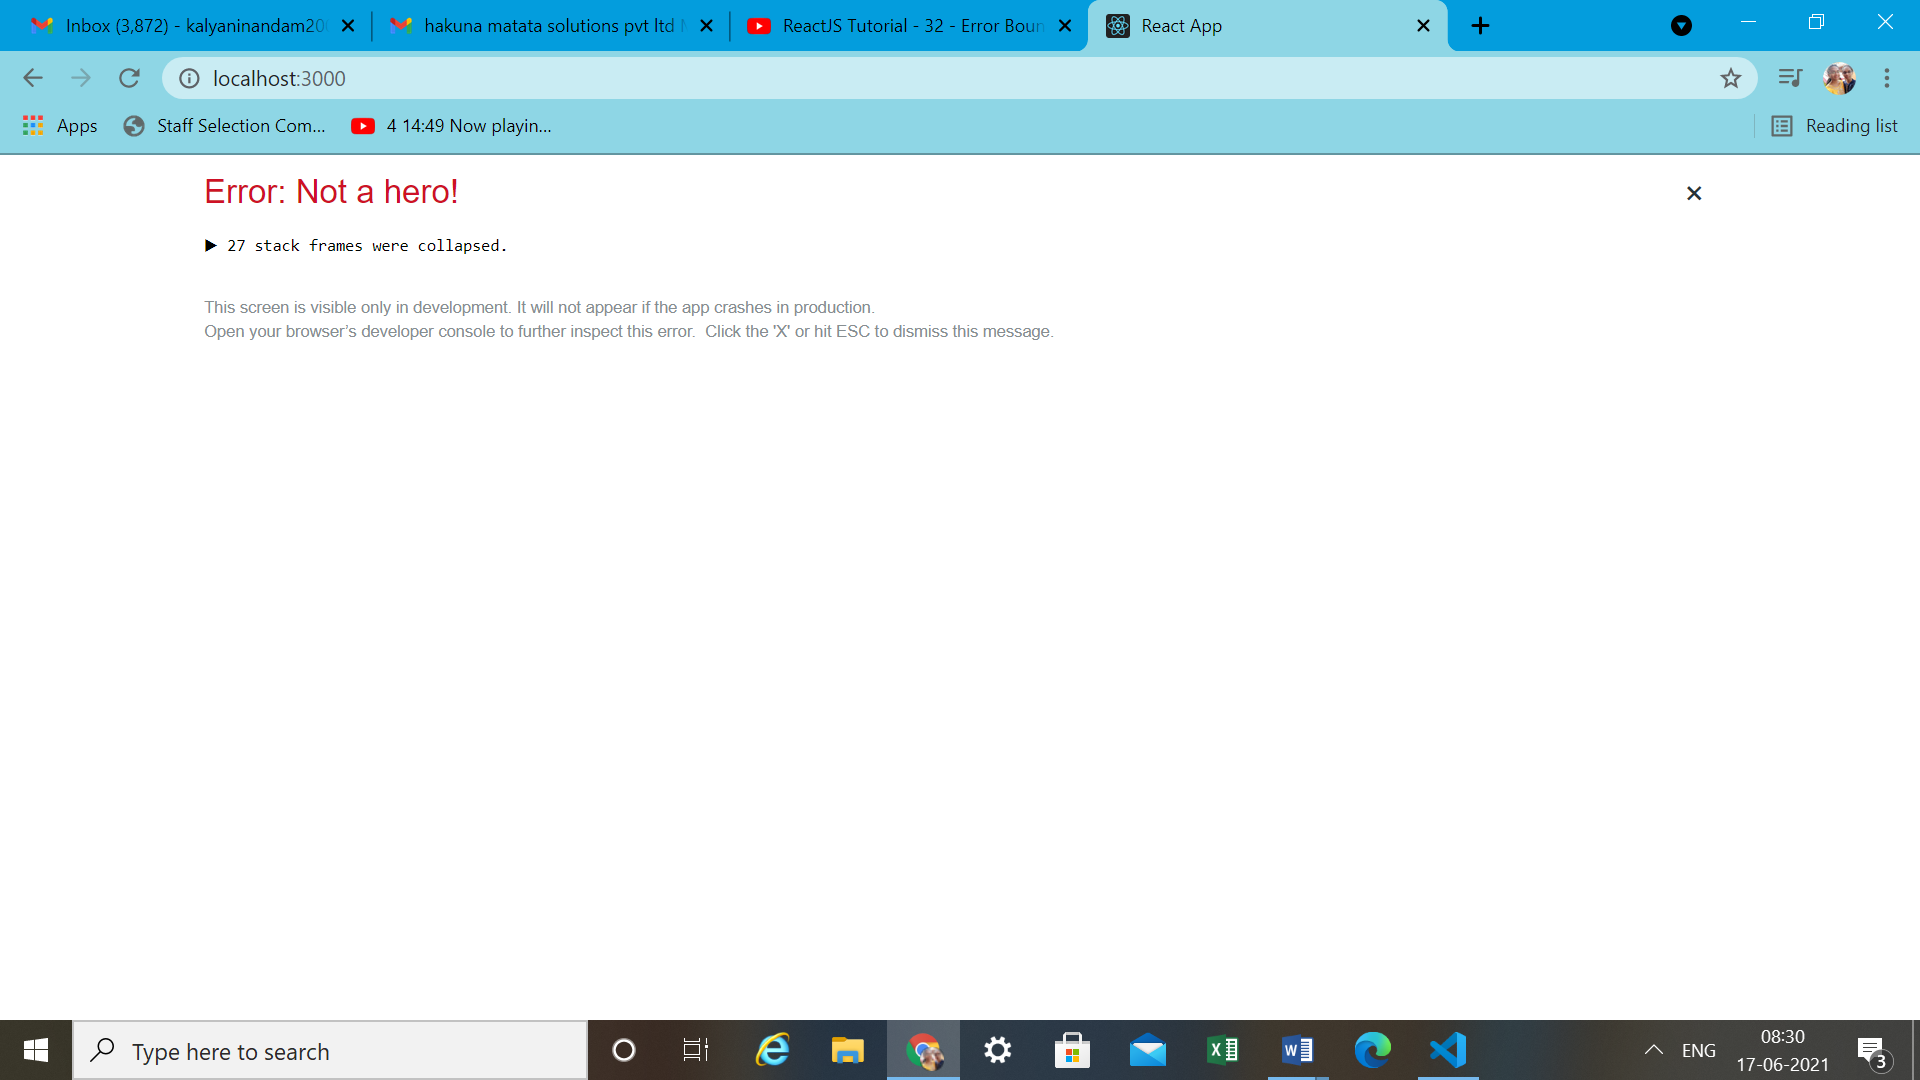 Inbox (3,872) - kalyaninandam20
hakuna matata solutions pvt ltd
ReactJS Tutorial - 32 - Error Boun
React App
localhost:3000
Apps
Staff Selection Com...
4 14:49 Now playin...
Reading list
Error: Not a hero!
27 stack frames were collapsed.
This screen is visible only in development. It will not appear if the app crashes in production.
Open your browser’s developer console to further inspect this error.  Click the 'X' or hit ESC to dismiss this message.
Type here to search
ENG
08:30
17-06-2021
3